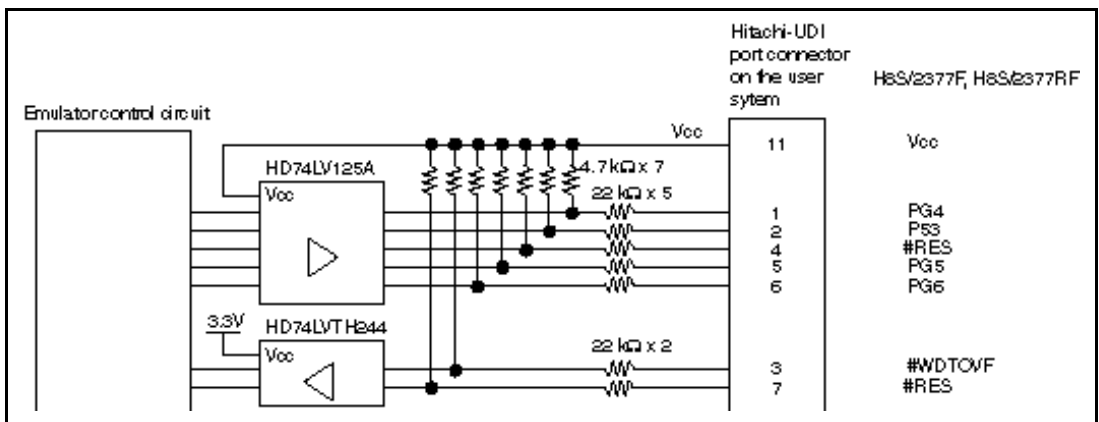 Hitachi-UDI
port connector
on the user
sytem
H8S/2377F, H8S/2377RF
Emulator control circuit
Vcc
11
Vcc
HD74LV125A
4.7kΩ x 7
Vcc
22 kΩ x 5
1
PG4
2
P53
4
#RES
5
PG5
6
PG6
3.3V
HD74LVTH244
Vcc
22 kΩ x 2
3
#WDTOVF
7
#RES